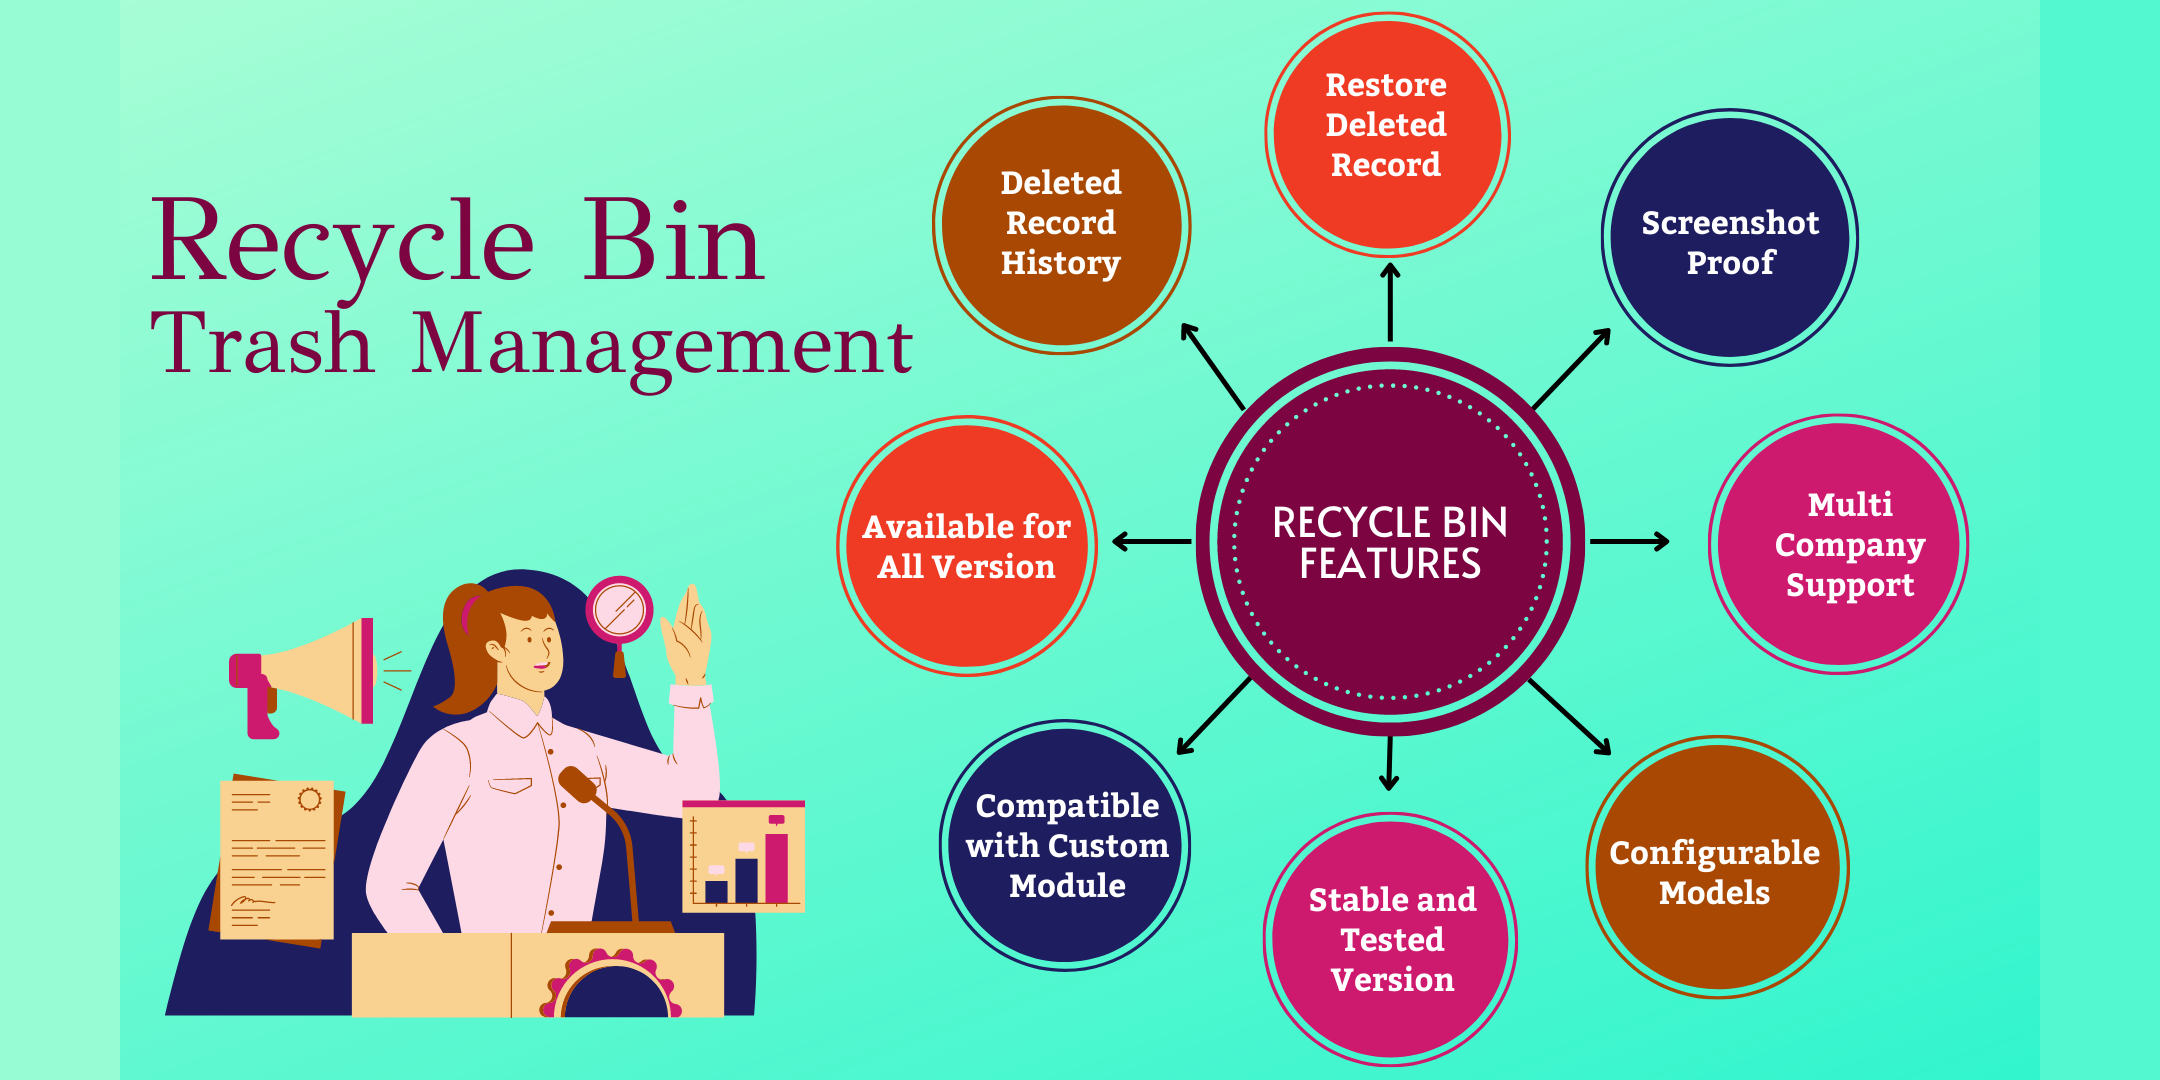 Recycle Bin
Trash Management
Restore
Deleted
Record
Deleted
Record
History
Screenshot
Proof
Available for
All Version
RECYCLE BIN
FEATURES
Multi
Company
Support
Compatible
with Custom
Module
Stable and
Tested
Version
Configurable
Models